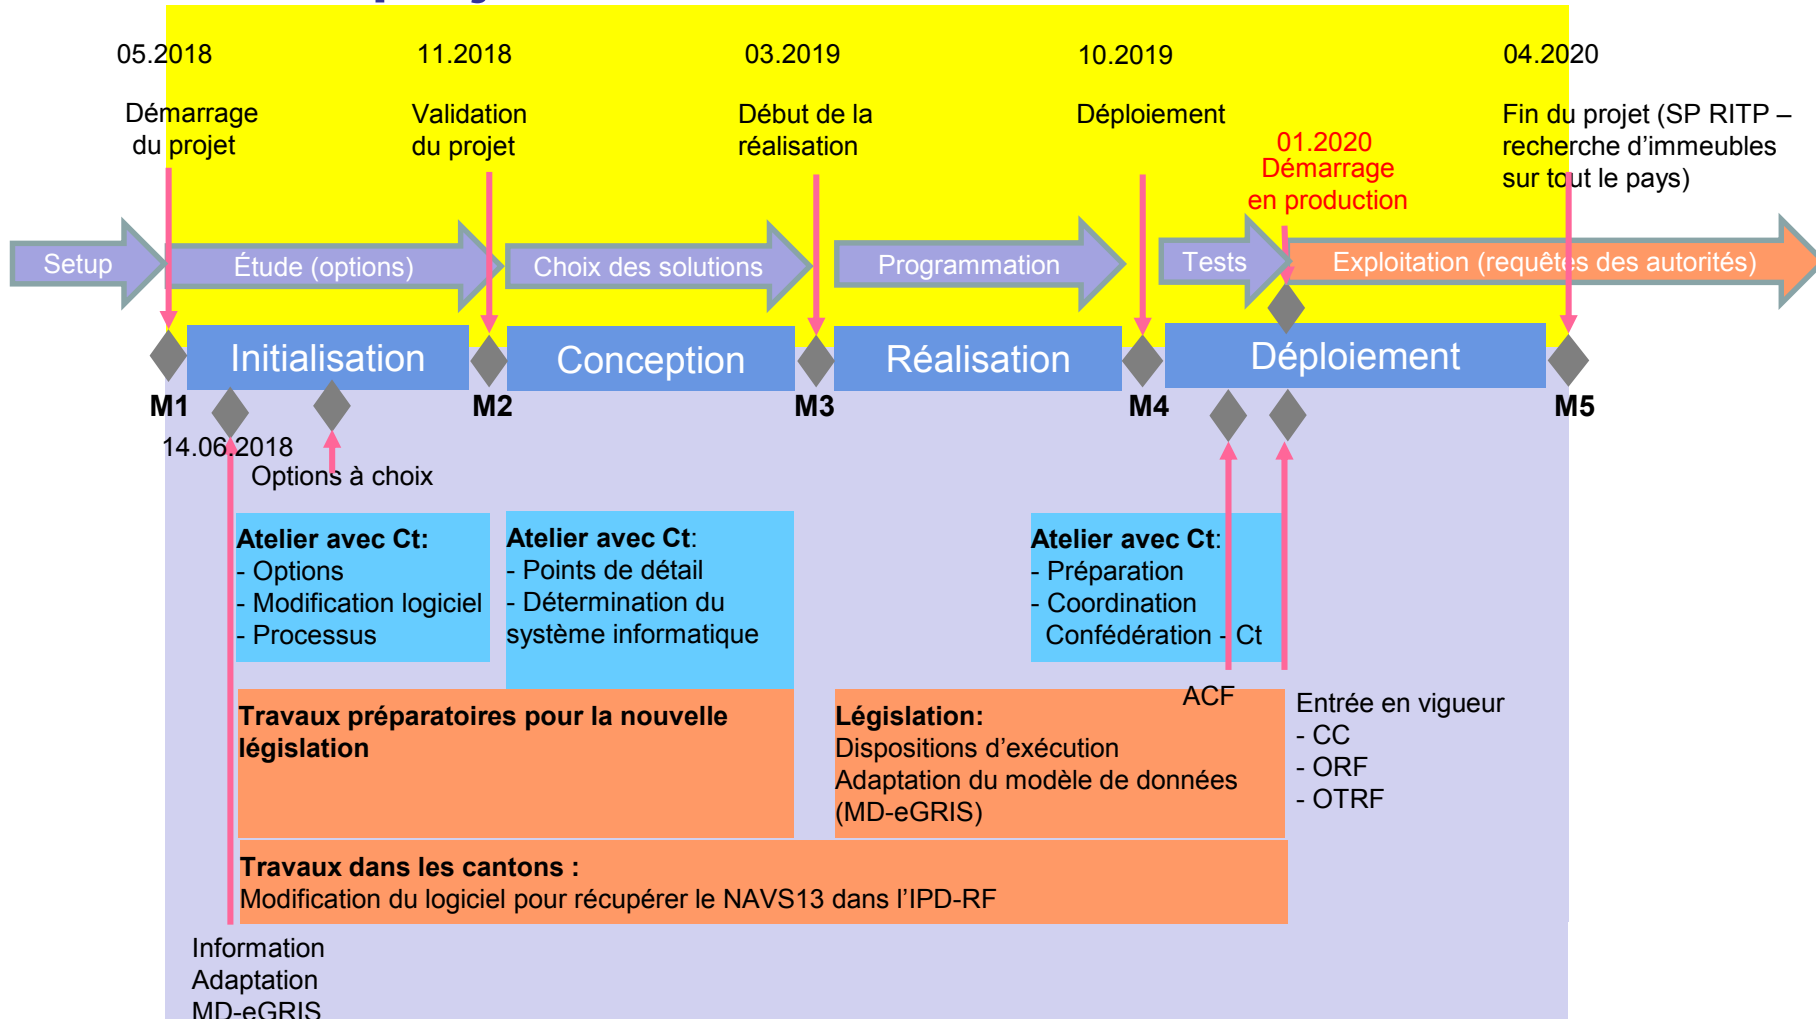 05.2018
11.2018
03.2019
10.2019
04.2020
Démarrage
du projet
Validation
du projet
Début de la
réalisation
Déploiement
01.2020
Démarrage
en production
Fin du projet (SP RITP –
recherche d'immeubles
sur tout le pays)
Setup
Étude (options)
Choix des solutions
Programmation
Tests
Exploitation (requêtes des autorités)
Initialisation
Conception
Réalisation
Déploiement
M1
M2
M3
M4
M5
14.06.2018
Options à choix
Atelier avec Ct:
- Options
- Modification logiciel
- Processus
Atelier avec Ct:
- Points de détail
- Détermination du
système informatique
Atelier avec Ct:
- Préparation
- Coordination
Confédération - Ct
Travaux préparatoires pour la nouvelle
législation
Législation:
Dispositions d'exécution
Adaptation du modèle de données
(MD-eGRIS)
ACF
Entrée en vigueur
- CC
- ORF
- OTRF
Travaux dans les cantons :
Modification du logiciel pour récupérer le NAVS13 dans l'IPD-RF
Information
Adaptation
MD-eGRIS